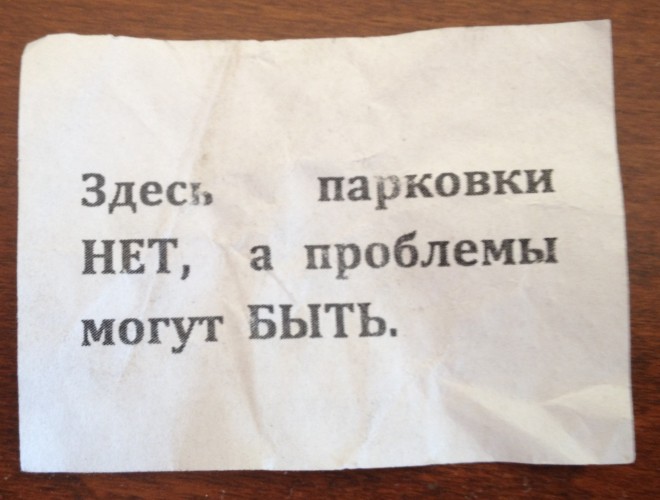 Здесь парковки
НЕТ, а проблемы
могут БЫТЬ.